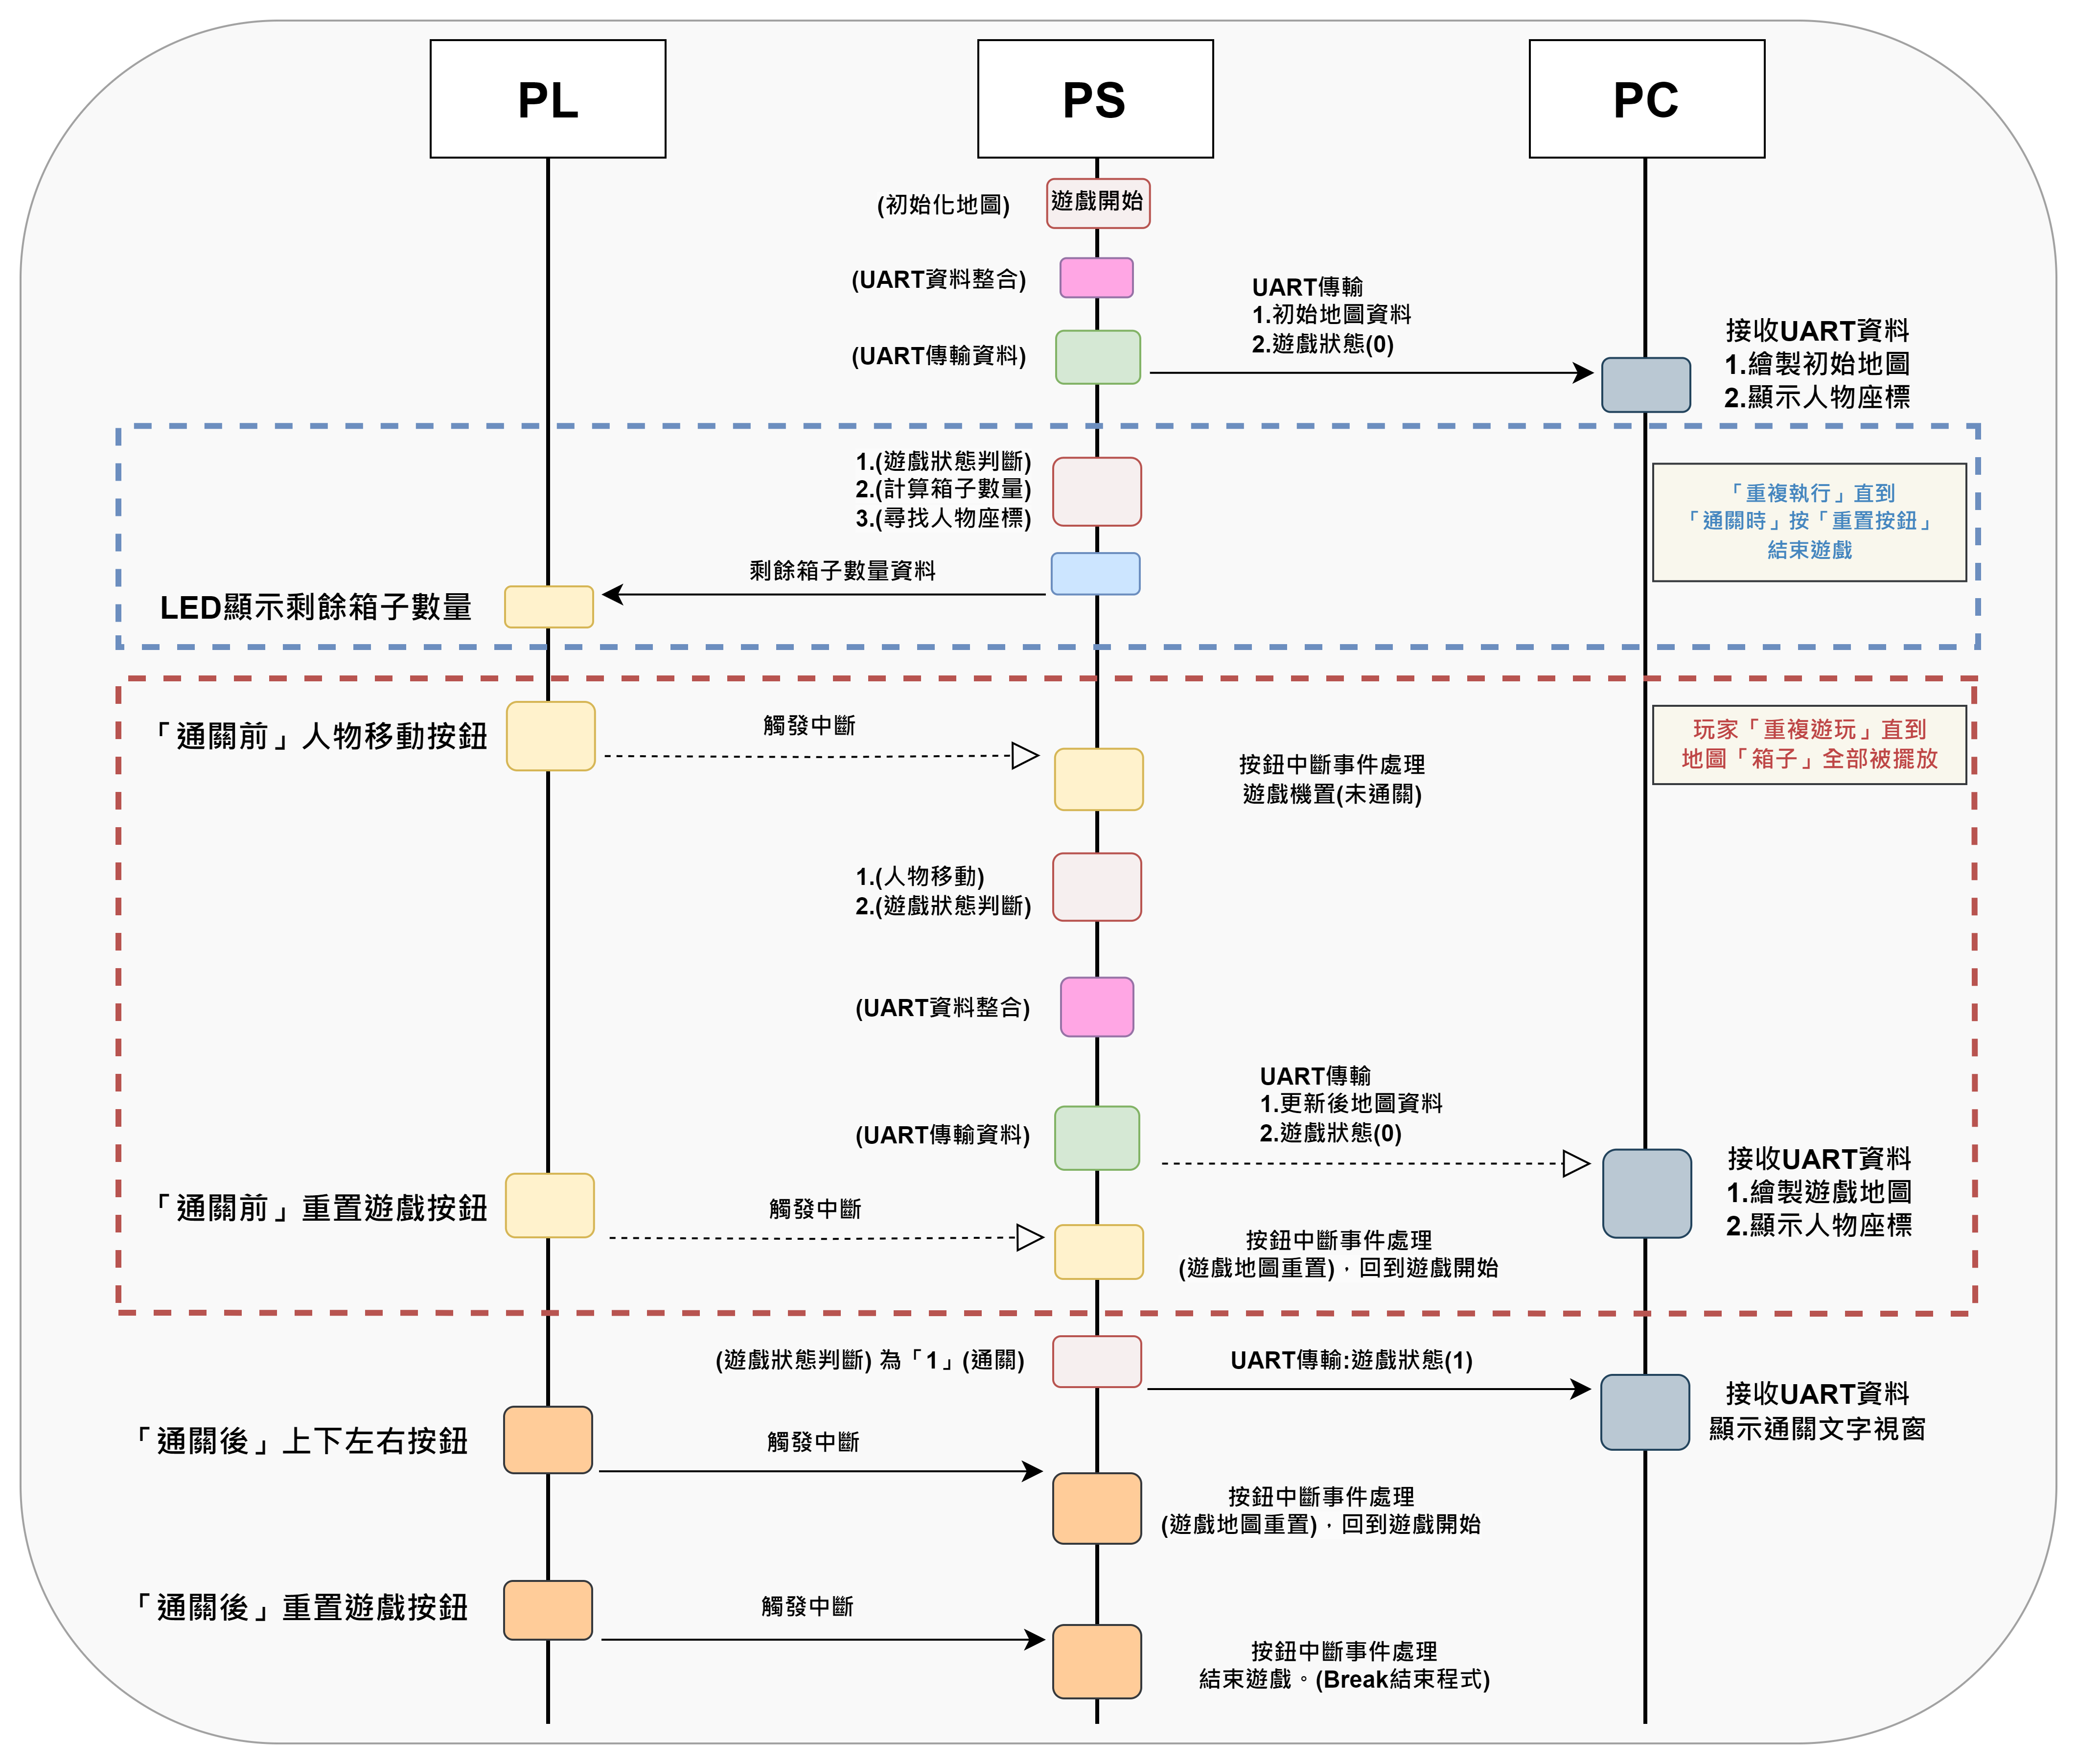 PL
PS
PC
(初始化地圖)
遊戲開始
(UART資料整合)
(UART傳輸資料)
UART傳輸
1.初始地圖資料
2.遊戲狀態(0)
接收UART資料
1.繪製初始地圖
2.顯示人物座標
1.(遊戲狀態判斷)
2.(計算箱子數量)
3.(尋找人物座標)
「重複執行」直到
「通關時」按「重置按鈕」
結束遊戲
剩餘箱子數量資料
LED顯示剩餘箱子數量
「通關前」人物移動按鈕
觸發中斷
按鈕中斷事件處理
遊戲機置(未通關)
玩家「重複遊玩」直到
地圖「箱子」全部被擺放
1.(人物移動)
2.(遊戲狀態判斷)
(UART資料整合)
(UART傳輸資料)
UART傳輸
1.更新後地圖資料
2.遊戲狀態(0)
接收UART資料
1.繪製遊戲地圖
2.顯示人物座標
「通關前」重置遊戲按鈕
觸發中斷
按鈕中斷事件處理
(遊戲地圖重置)，回到遊戲開始
(遊戲狀態判斷) 為「1」(通關)
UART傳輸:遊戲狀態(1)
接收UART資料
顯示通關文字視窗
「通關後」上下左右按鈕
觸發中斷
按鈕中斷事件處理
(遊戲地圖重置)，回到遊戲開始
「通關後」重置遊戲按鈕
觸發中斷
按鈕中斷事件處理
結束遊戲。(Break結束程式)